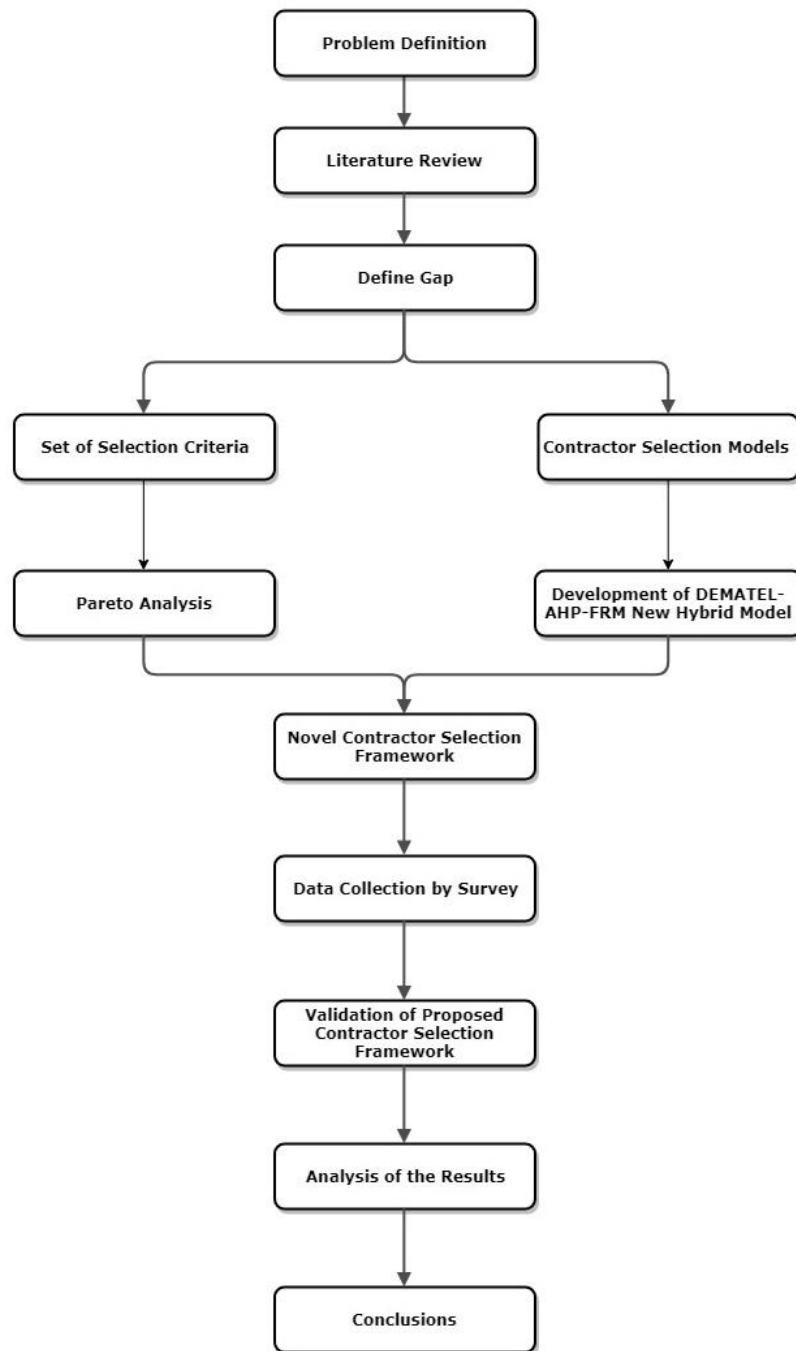 Problem Definition
Literature Review
Define Gap
Set of Selection Criteria
Contractor Selection Models
Pareto Analysis
Development of DEMATEL-
AHP-FRM New Hybrid Model
Novel Contractor Selection
Framework
Data Collection by Survey
Validation of Proposed
Contractor Selection
Framework
Analysis of the Results
Conclusions